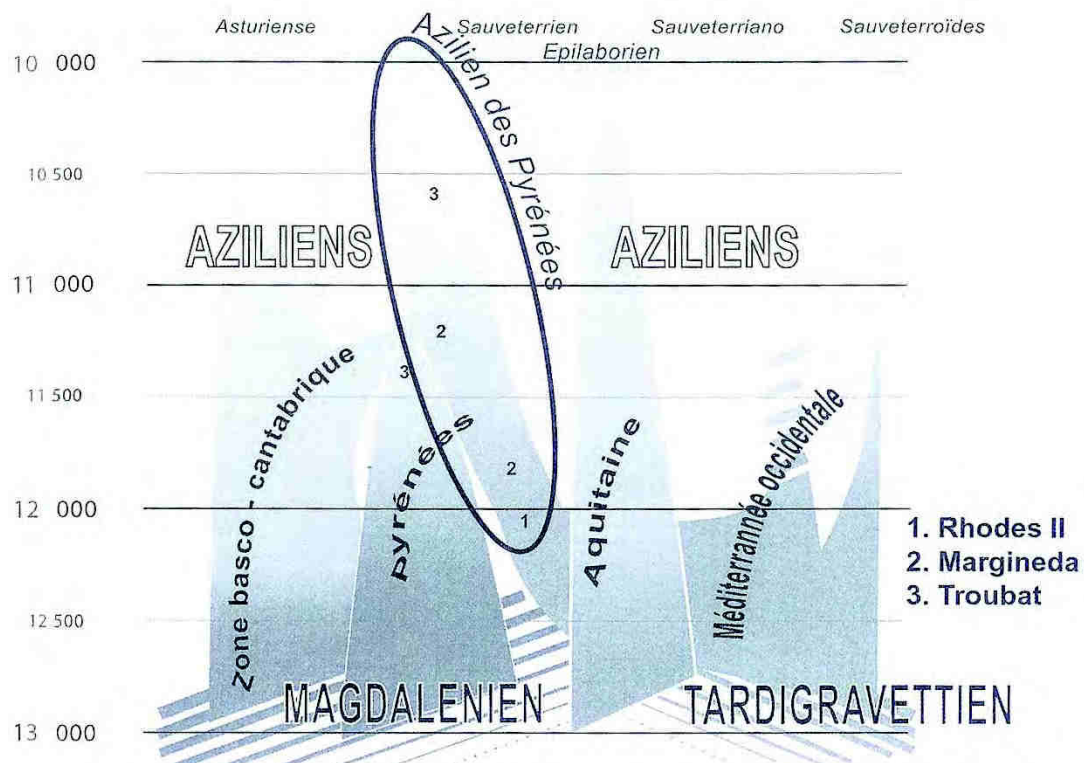 Asturiense
Sauveterrien
Sauveterriano
Sauveterroïdes
Epilaborien
10 000
Azilien des Pyrénées
10 500
3
AZILIENS
AZILIENS
11 000
2
3
11 500
Zone basco - cantabrique
Pyrénées
Aquitaine
Méditerrannée occidentale
2
12 000
1
1. Rhodes II
2. Margineda
3. Troubat
12 500
MAGDALENIEN
TARDIGRAVETTIEN
13 000